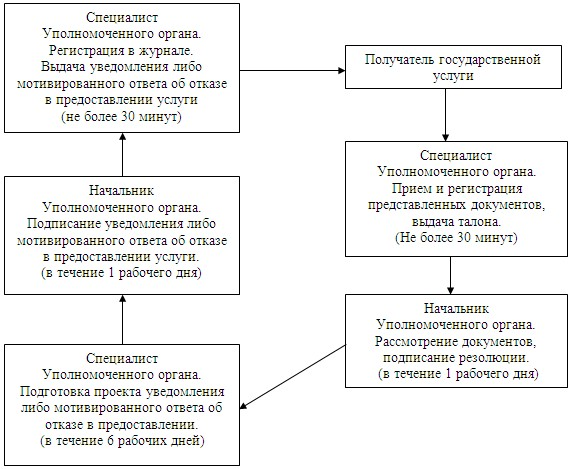 Специалист
Уполномоченного органа.
Регистрация в журнале.
Выдача уведомления либо
мотивированного ответа об отказе
в предоставлении услуги
(не более 30 минут)
Получатель государственной
услуги
Специалист
Уполномоченного органа.
Прием и регистрация
представленных документов,
выдача талона.
(Не более 30 минут)
Начальник
Уполномоченного органа.
Подписание уведомления либо
мотивированного ответа об отказе
в предоставлении услуги.
(в течение 1 рабочего дня)
Начальник
Уполномоченного органа.
Рассмотрение документов,
подписание резолюции.
(в течение 1 рабочего дня)
Специалист
Уполномоченного органа.
Подготовка проекта уведомления
либо мотивированного ответа об
отказе в предоставлении.
(в течение 6 рабочих дней)